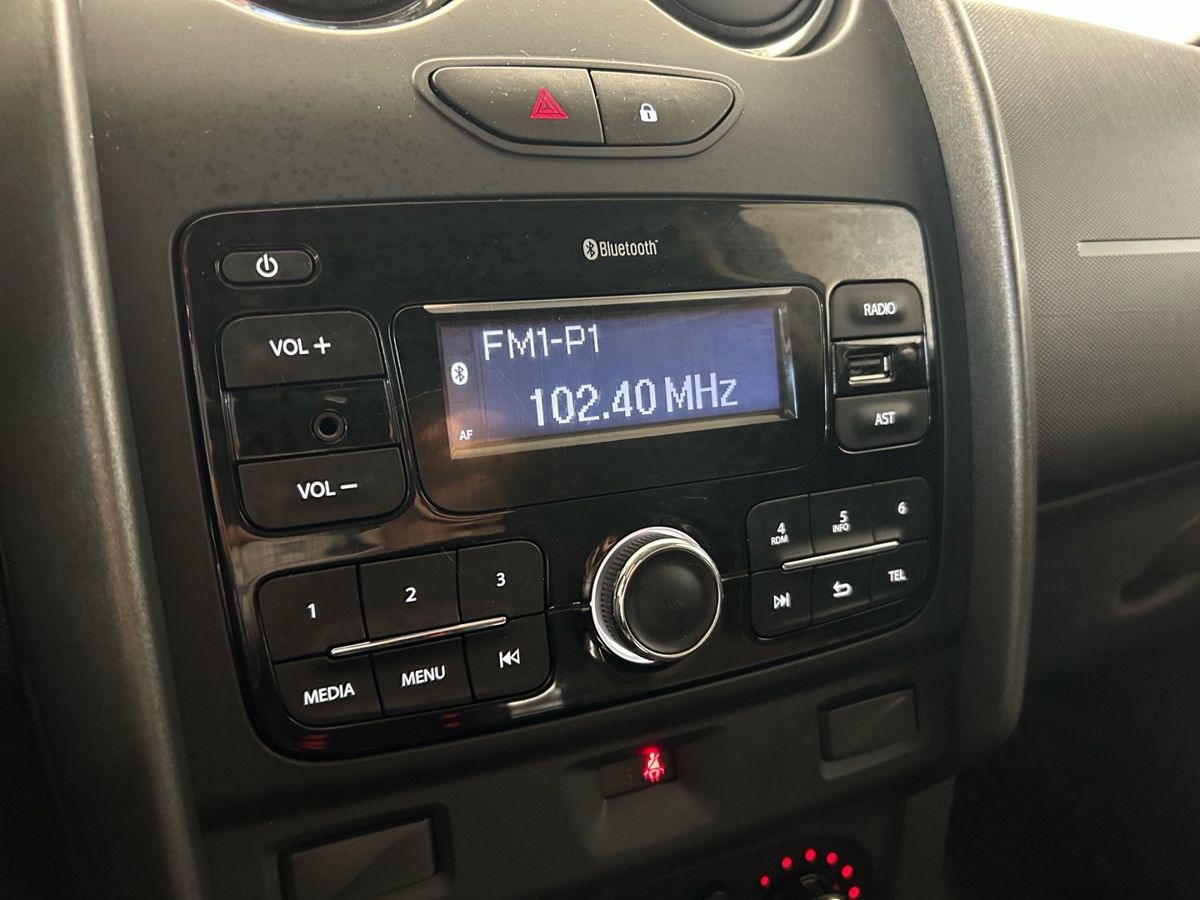 Bluetooth
RADIO
VOL +
FM1-P1
102.40 MHz
AF
AST
VOL −
1
2
3
4
RDM
5
INFO
6
MEDIA
MENU
TEL